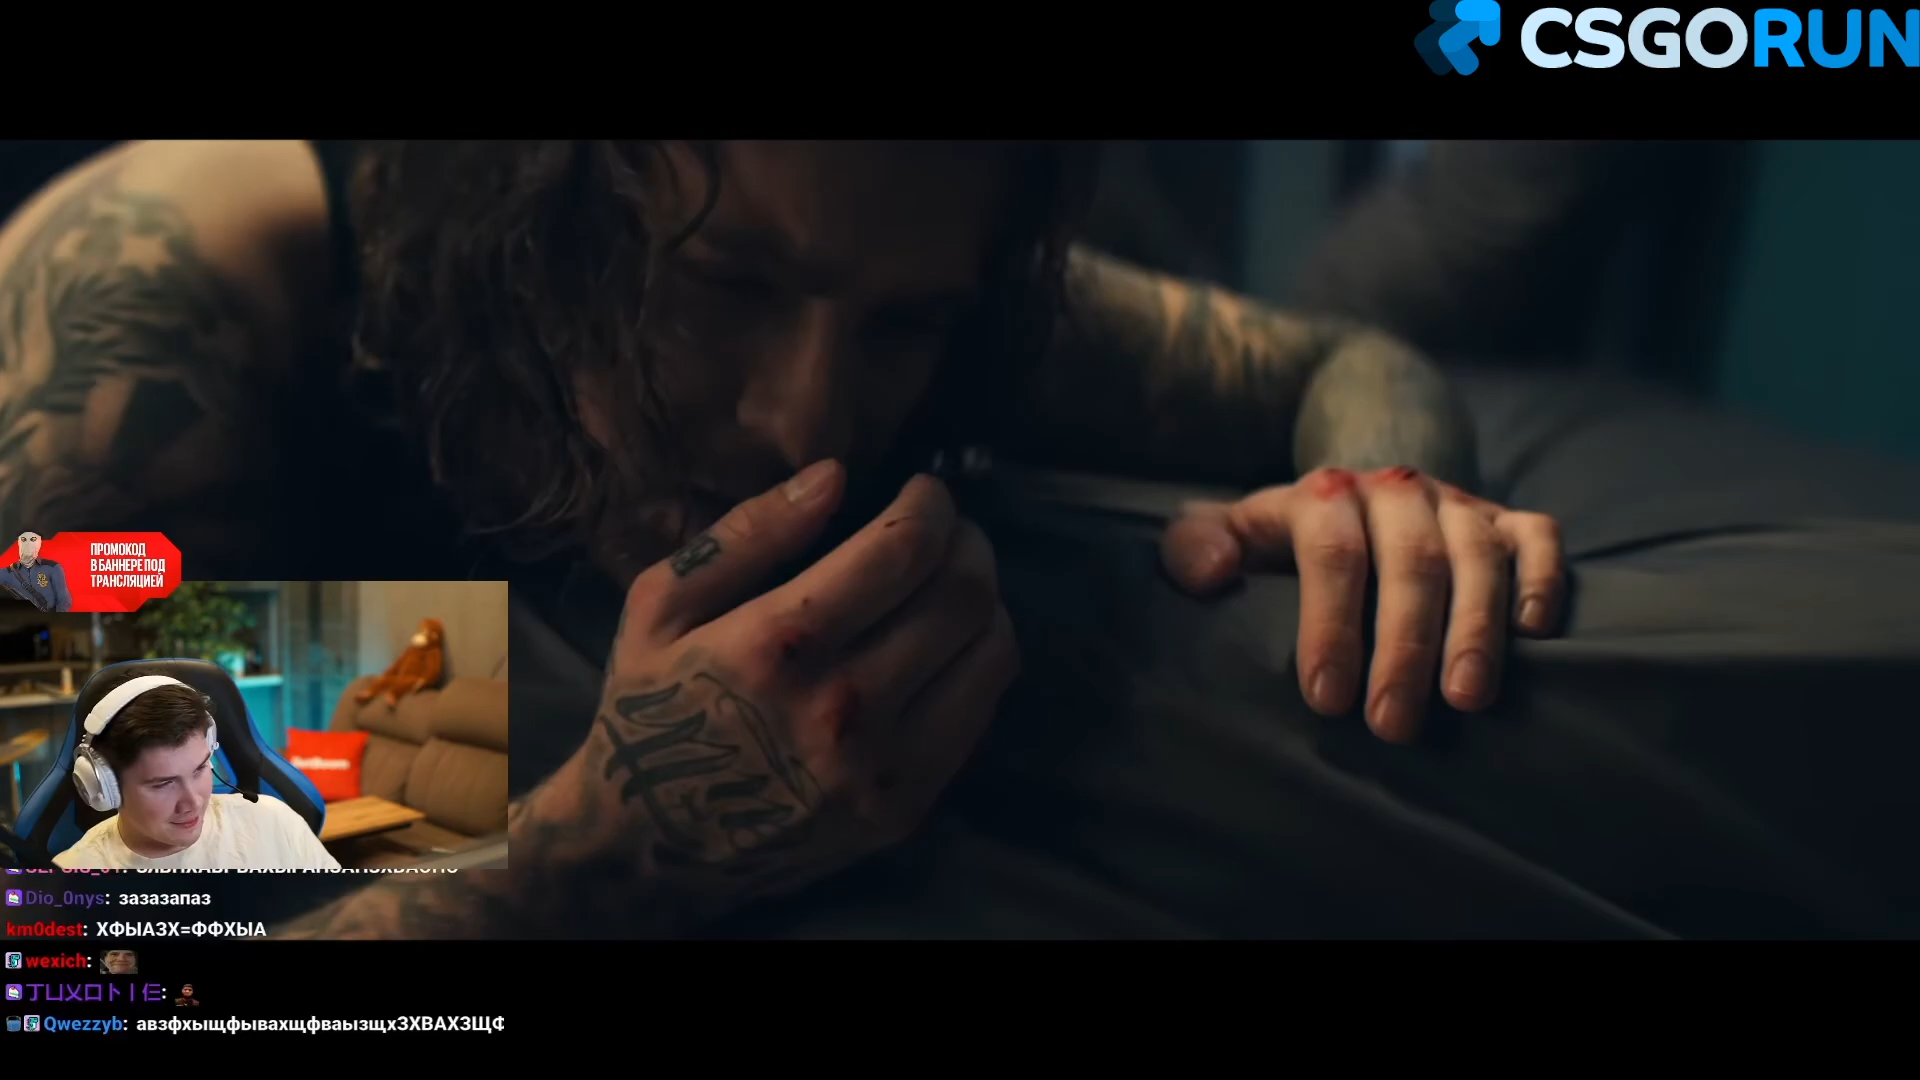 CSGORUN
ПРОМОКОД
В БАННЕРЕ ПОД
ТРАНСЛЯЦИЕЙ
Dio_0nys: зазазапаз
km0dest: ХФЫАЗХ=ФФХЫА
wexich:
Qwezzyb: авзфхыщфывахщфваызщхЗХВАХЗЩФ